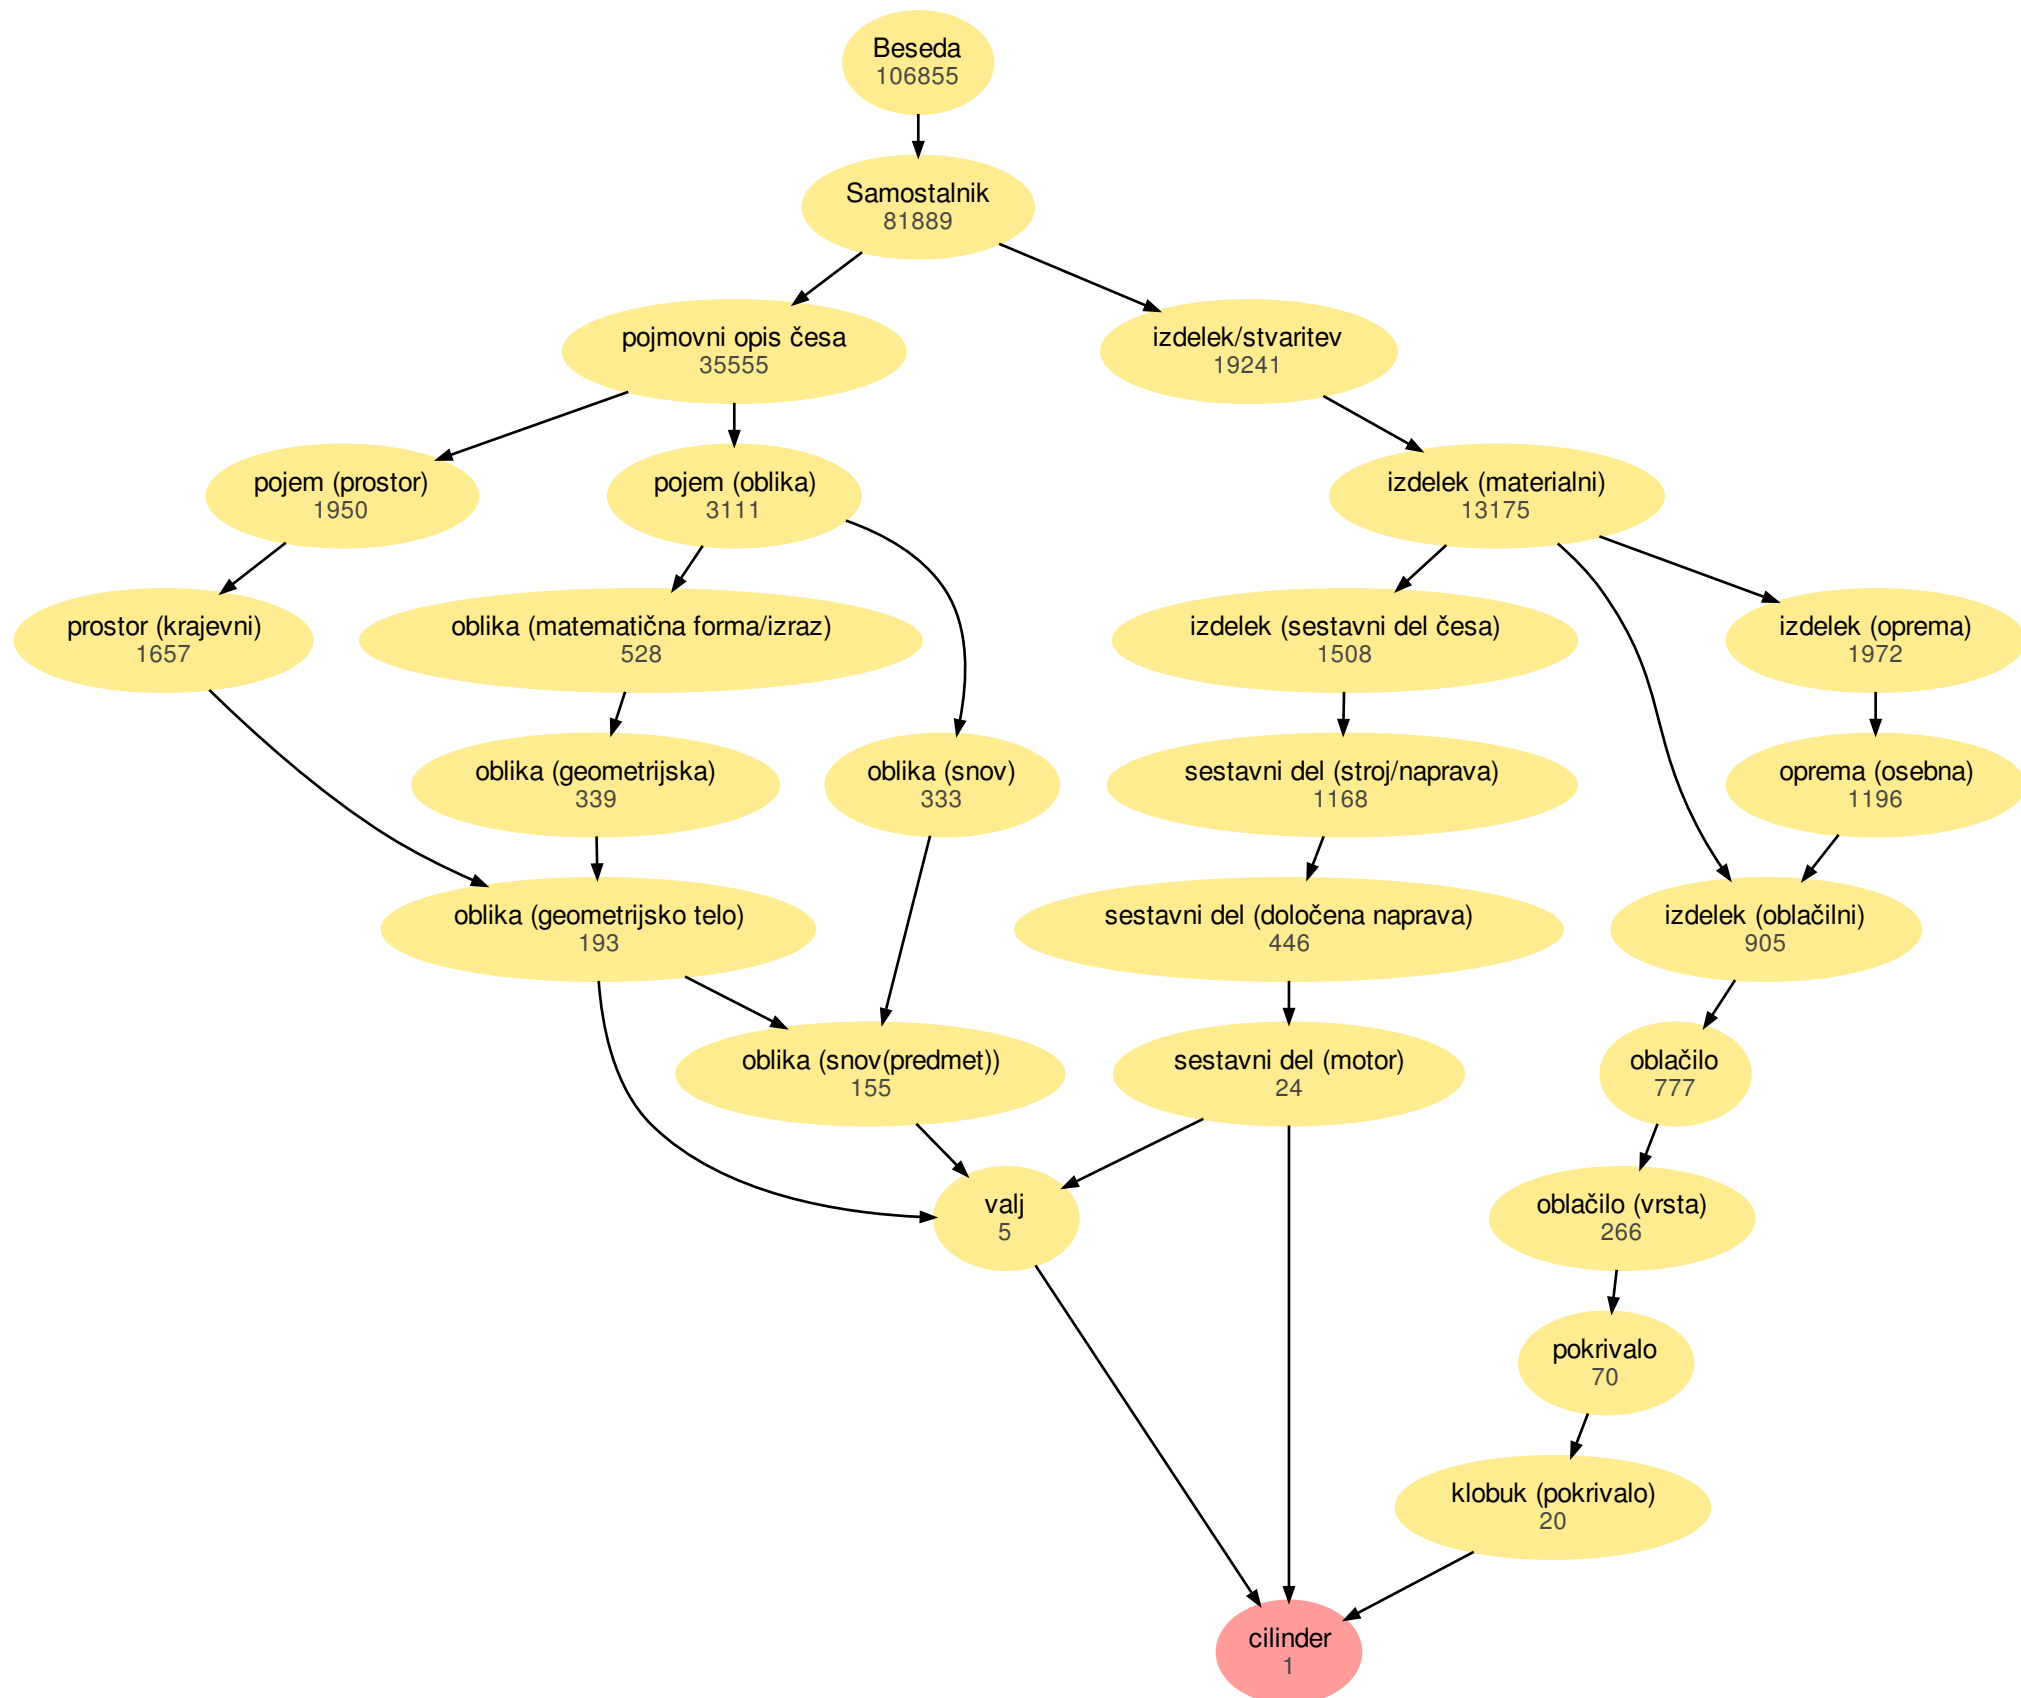 Beseda
106855
Samostalnik
81889
pojmovni opis česa
35555
izdelek/stvaritev
19241
pojem (prostor)
1950
pojem (oblika)
3111
izdelek (materialni)
13175
prostor (krajevni)
1657
oblika (matematična forma/izraz)
528
izdelek (sestavni del česa)
1508
izdelek (oprema)
1972
oblika (geometrijska)
339
oblika (snov)
333
sestavni del (stroj/naprava)
1168
oprema (osebna)
1196
oblika (geometrijsko telo)
193
sestavni del (določena naprava)
446
izdelek (oblačilni)
905
oblika (snov(predmet))
155
sestavni del (motor)
24
oblačilo
777
valj
5
oblačilo (vrsta)
266
pokrivalo
70
klobuk (pokrivalo)
20
cilinder
1